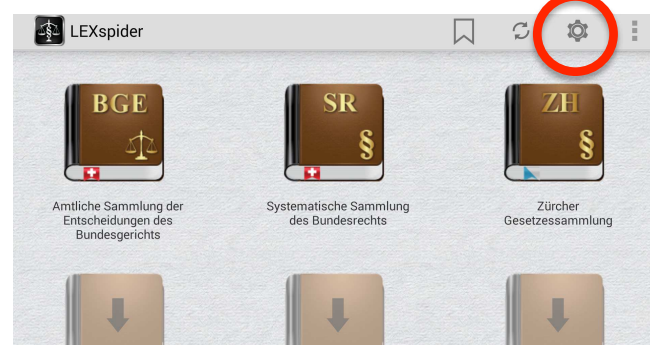 LEXspider
BGE
SR
§
ZH
§
Amtliche Sammlung der
Entscheidungen des
Bundesgerichts
Systematische Sammlung
des Bundesrechts
Zürcher
Gesetzessammlung